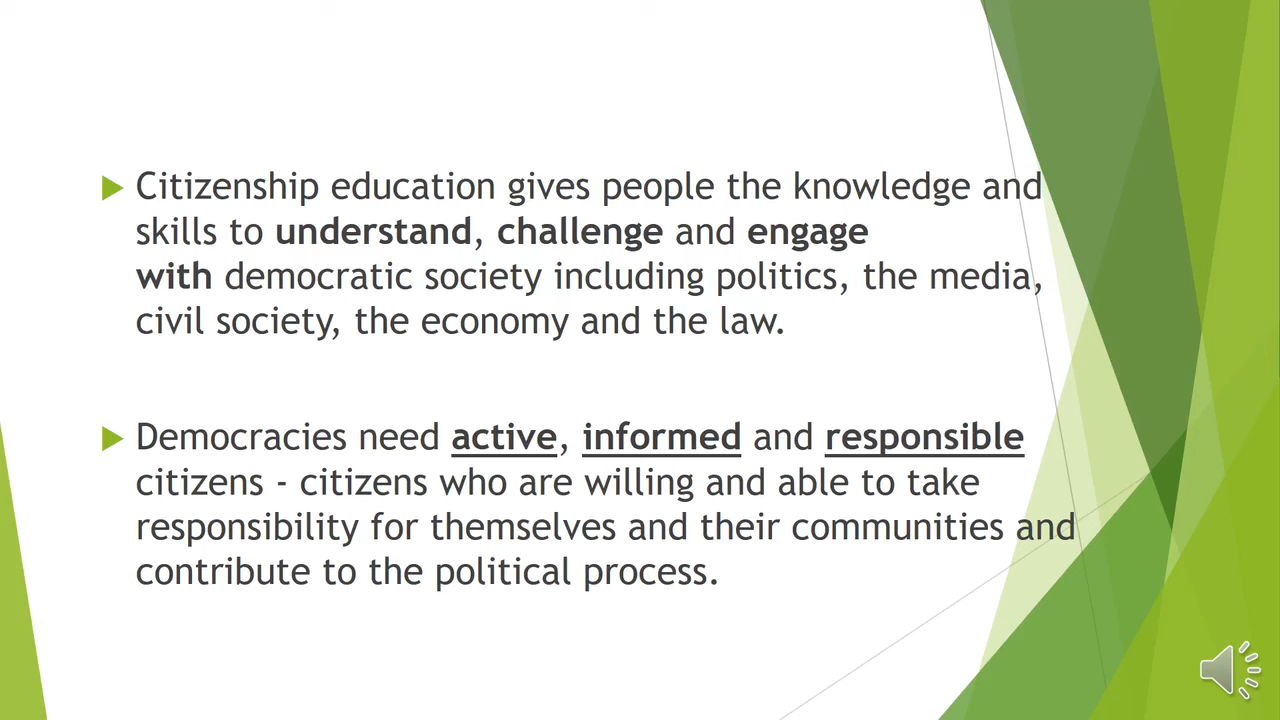 Citizenship education gives people the knowledge and
skills to understand, challenge and engage
with democratic society including politics, the media,
civil society, the economy and the law.
Democracies need active, informed and responsible
citizens - citizens who are willing and able to take
responsibility for themselves and their communities and
contribute to the political process.